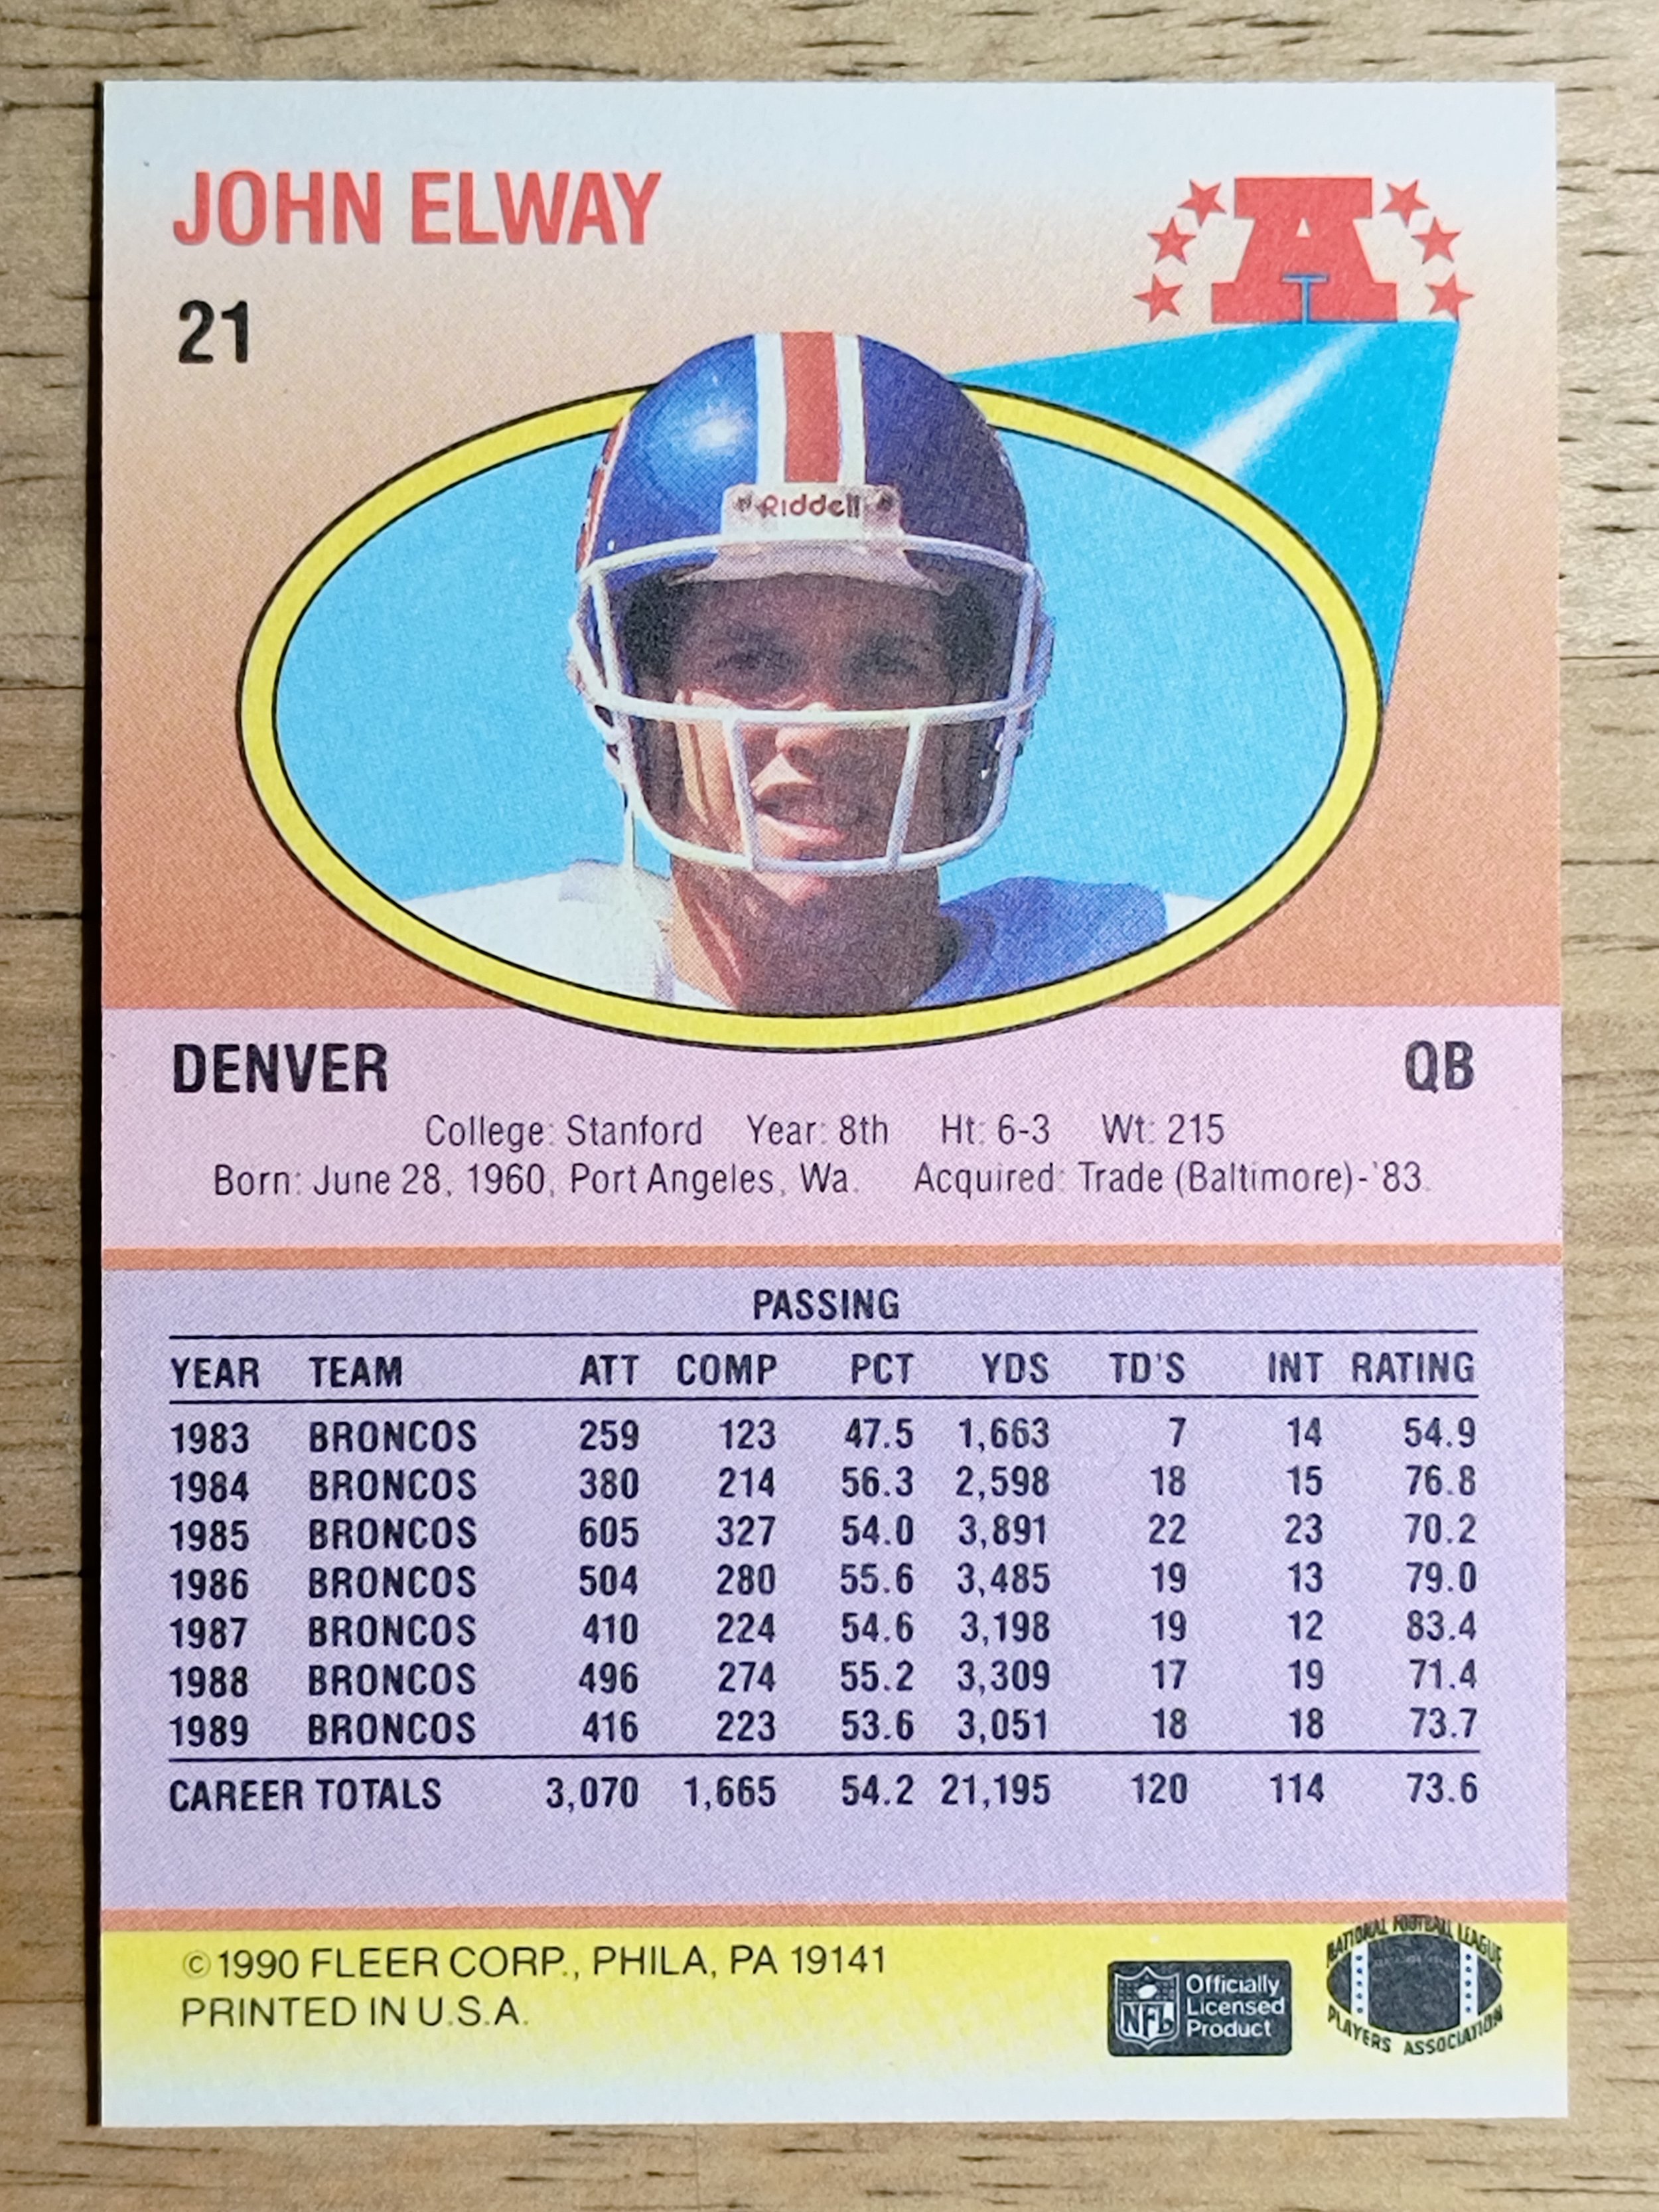 JOHN ELWAY
21
A
Riddell
DENVER QB
College: Stanford Year: 8th Ht: 6-3 Wt: 215
Born: June 28, 1960, Port Angeles, Wa. Acquired: Trade (Baltimore)-'83.
PASSING
YEAR TEAM ATT COMP PCT YDS TD'S INT RATING
1983 BRONCOS 259 123 47.5 1,663 7 14 54.9
1984 BRONCOS 380 214 56.3 2,598 18 15 76.8
1985 BRONCOS 605 327 54.0 3,891 22 23 70.2
1986 BRONCOS 504 280 55.6 3,485 19 13 79.0
1987 BRONCOS 410 224 54.6 3,198 19 12 83.4
1988 BRONCOS 496 274 55.2 3,309 17 19 71.4
1989 BRONCOS 416 223 53.6 3,051 18 18 73.7
CAREER TOTALS 3,070 1,665 54.2 21,195 120 114 73.6
©1990 FLEER CORP., PHILA, PA 19141
PRINTED IN U.S.A.
NFL
Officially
Licensed
Product
NATIONAL FOOTBALL LEAGUE
PLAYERS ASSOCIATION